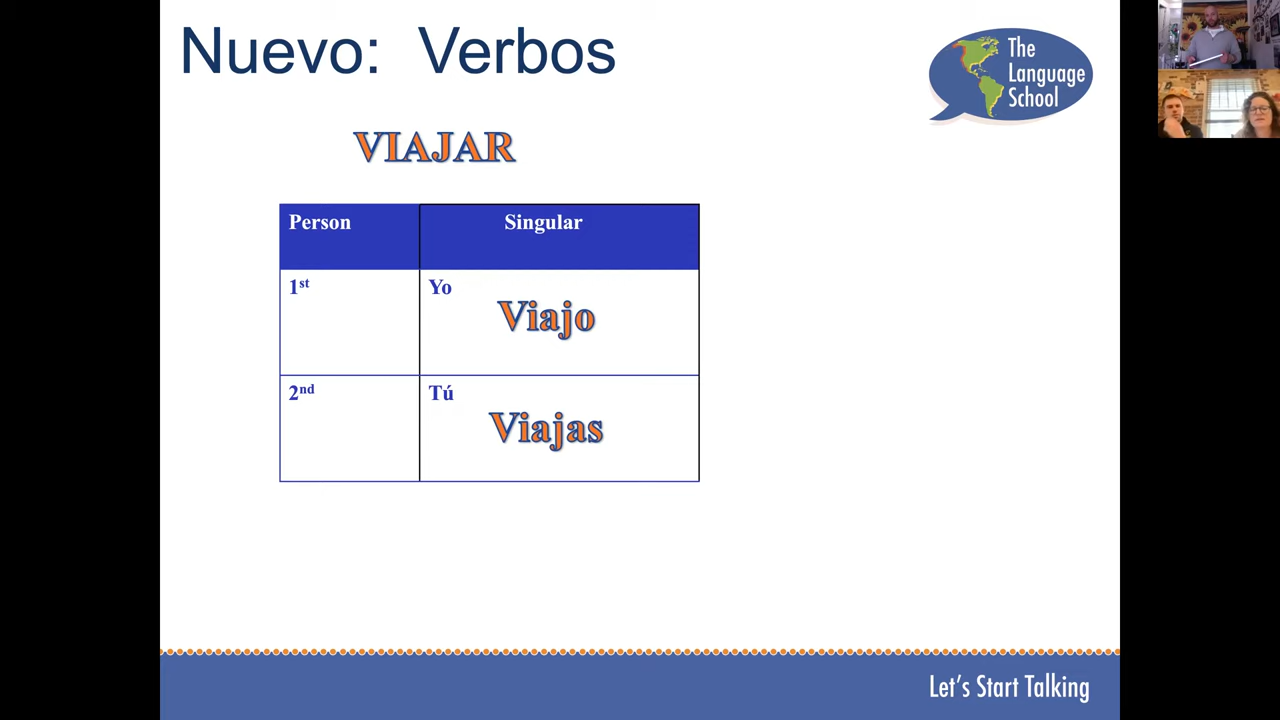 Nuevo: Verbos
The
Language
School
VIAJAR
Person Singular
1st Yo
Viajo
2nd Tú
Viajas
Let's Start Talking